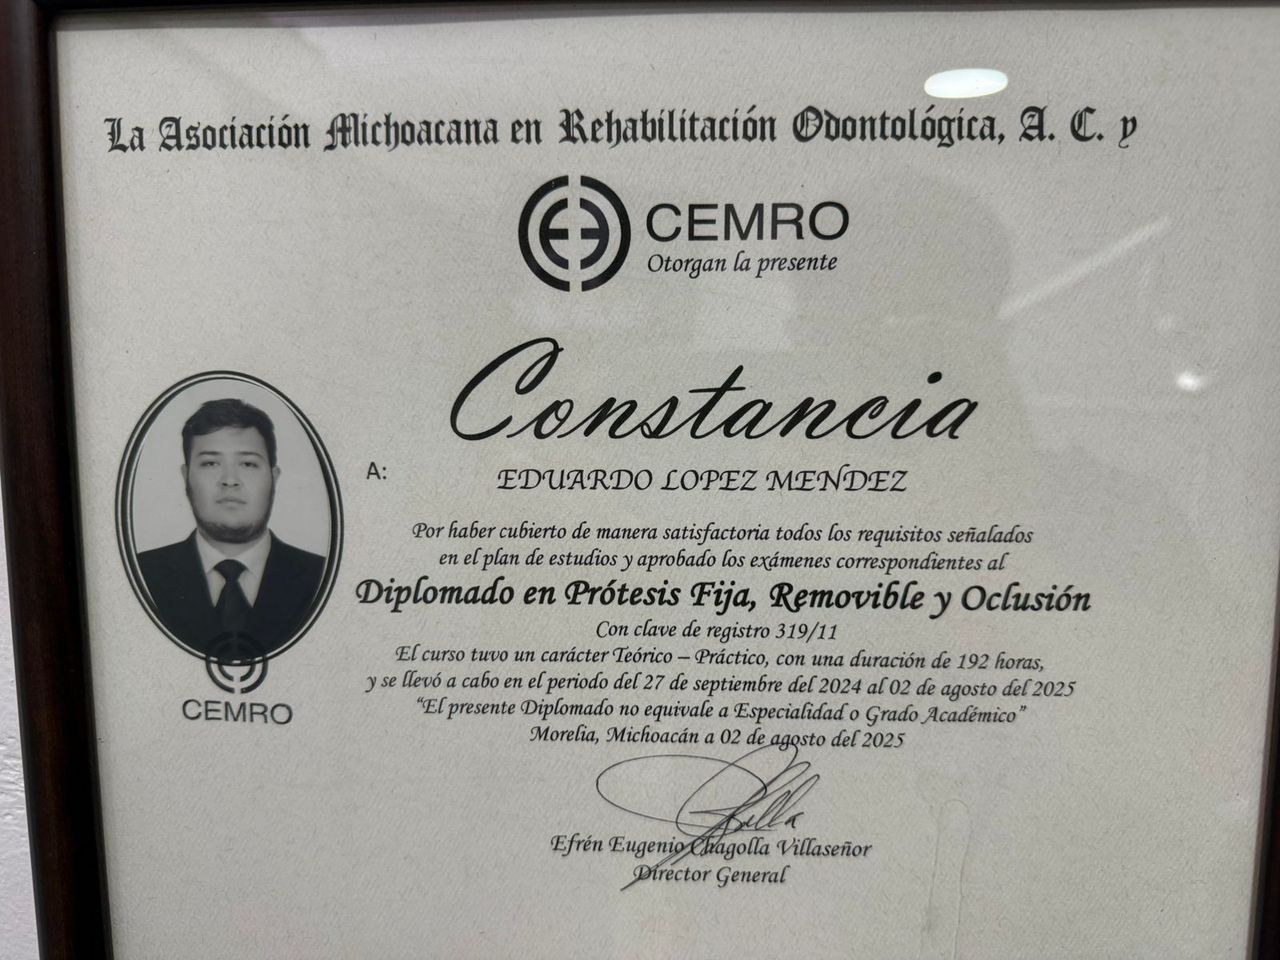 La Asociación Michoacana en Rehabilitación Odontológica, A. C. y
CEMRO
Otorgan la presente
Constancia
A:
EDUARDO LOPEZ MENDEZ
Por haber cubierto de manera satisfactoria todos los requisitos señalados
en el plan de estudios y aprobado los exámenes correspondientes al
Diplomado en Prótesis Fija, Removible y Oclusión
Con clave de registro 319/11
El curso tuvo un carácter Teórico – Práctico, con una duración de 192 horas,
y se llevó a cabo en el periodo del 27 de septiembre del 2024 al 02 de agosto del 2025
“El presente Diplomado no equivale a Especialidad o Grado Académico”
Morelia, Michoacán a 02 de agosto del 2025
CEMRO
Efrén Eugenio Chagolla Villaseñor
Director General